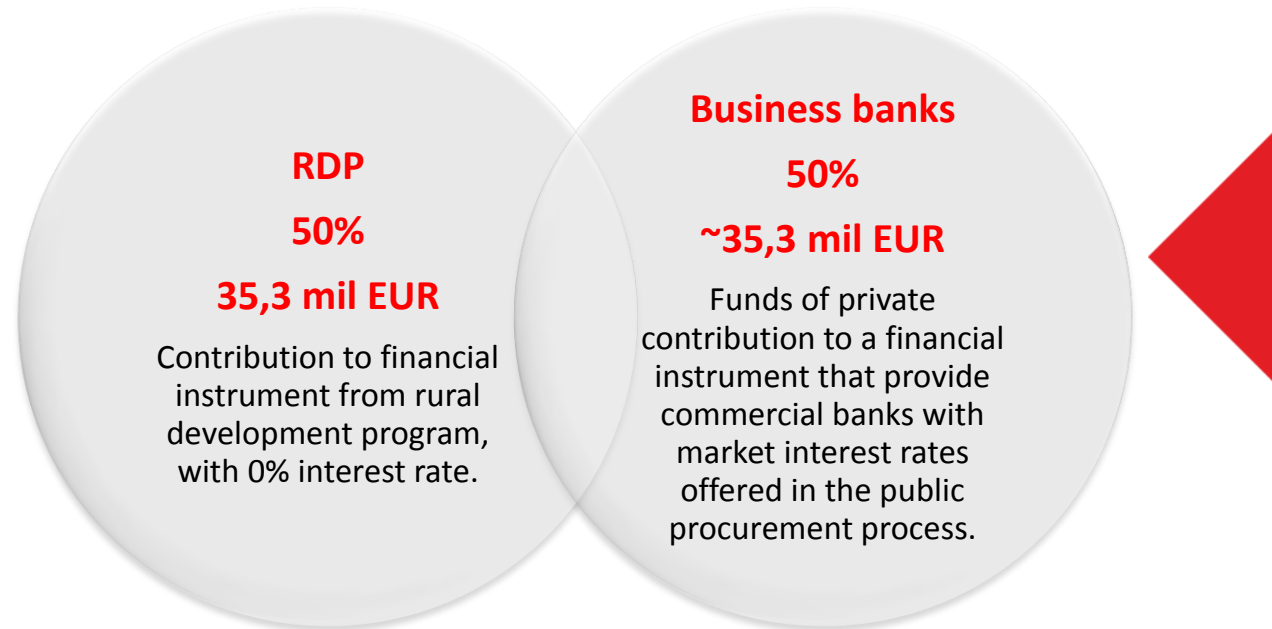 RDP
50%
35,3 mil EUR
Contribution to financial
instrument from rural
development program,
with 0% interest rate.
Business banks
50%
~35,3 mil EUR
Funds of private
contribution to a financial
instrument that provide
commercial banks with
market interest rates
offered in the public
procurement process.